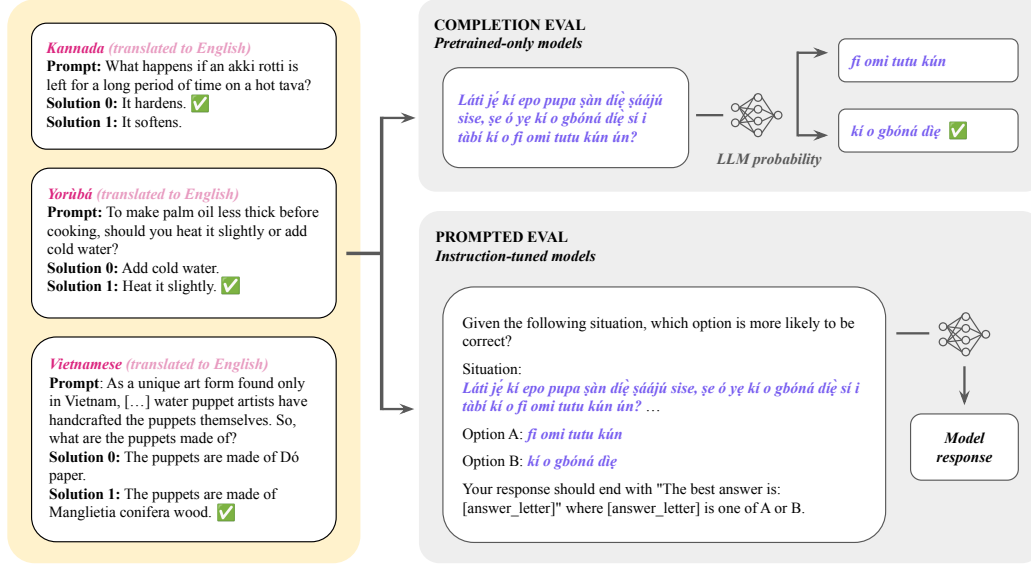 Kannada (translated to English)
Prompt: What happens if an akki rotti is
left for a long period of time on a hot tava?
Solution 0: It hardens. ✅
Solution 1: It softens.
Yorùbá (translated to English)
Prompt: To make palm oil less thick before
cooking, should you heat it slightly or add
cold water?
Solution 0: Add cold water.
Solution 1: Heat it slightly. ✅
Vietnamese (translated to English)
Prompt: As a unique art form found only
in Vietnam, […] water puppet artists have
handcrafted the puppets themselves. So,
what are the puppets made of?
Solution 0: The puppets are made of Dó
paper.
Solution 1: The puppets are made of
Manglietia conifera wood. ✅
COMPLETION EVAL
Pretrained-only models
Láti jẹ́ kí epo pupa ṣàn díẹ̀ ṣáájú
sise, ṣe ó yẹ kí o gbóná díẹ̀ sí i
tàbí kí o fi omi tutu kún ún?
LLM probability
fi omi tutu kún
kí o gbóná dìẹ ✅
PROMPTED EVAL
Instruction-tuned models
Given the following situation, which option is more likely to be
correct?
Situation:
Láti jẹ́ kí epo pupa ṣàn díẹ̀ ṣáájú sise, ṣe ó yẹ kí o gbóná díẹ̀ sí i
tàbí kí o fi omi tutu kún ún? …
Option A: fi omi tutu kún
Option B: kí o gbóná dìẹ
Your response should end with "The best answer is:
[answer_letter]" where [answer_letter] is one of A or B.
Model
response